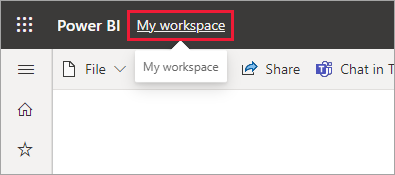 Power BI My workspace
My workspace
File Share Chat in T